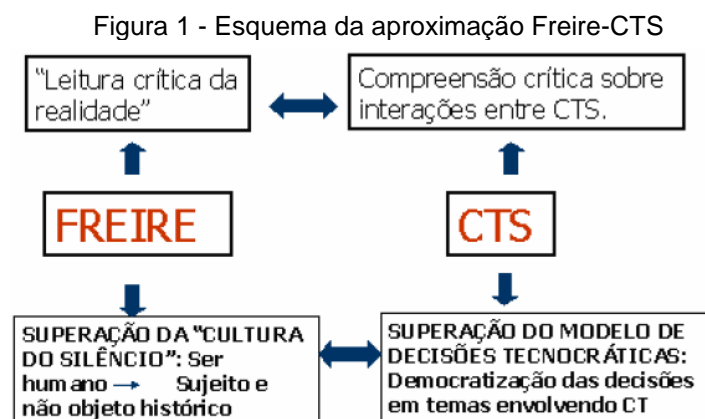 Figura 1 - Esquema da aproximação Freire-CTS
"Leitura crítica da
realidade"
Compreensão crítica sobre
interações entre CTS.
FREIRE
CTS
SUPERAÇÃO DA "CULTURA
DO SILÊNCIO": Ser
humano → Sujeito e
não objeto histórico
SUPERAÇÃO DO MODELO DE
DECISÕES TECNOCRÁTICAS:
Democratização das decisões
em temas envolvendo CT